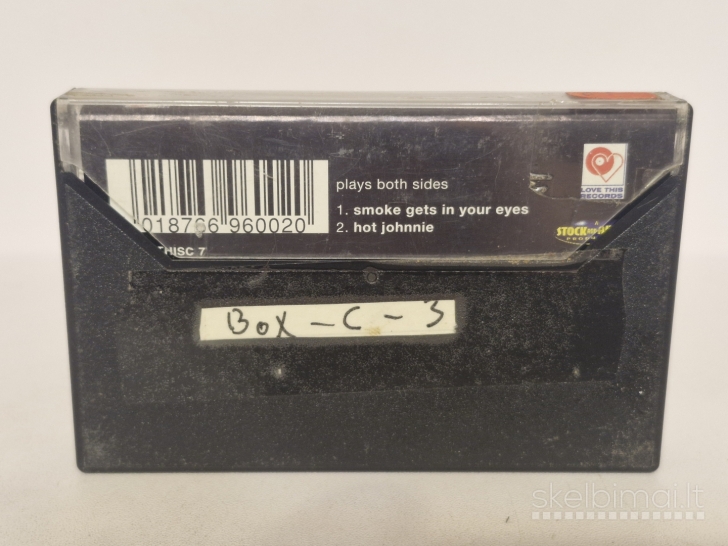 plays both sides
1. smoke gets in your eyes
2. hot johnnie
LOVE THIS
RECORDS
018766 960020
THISC 7
BOX - C - 3
skelbimai.lt